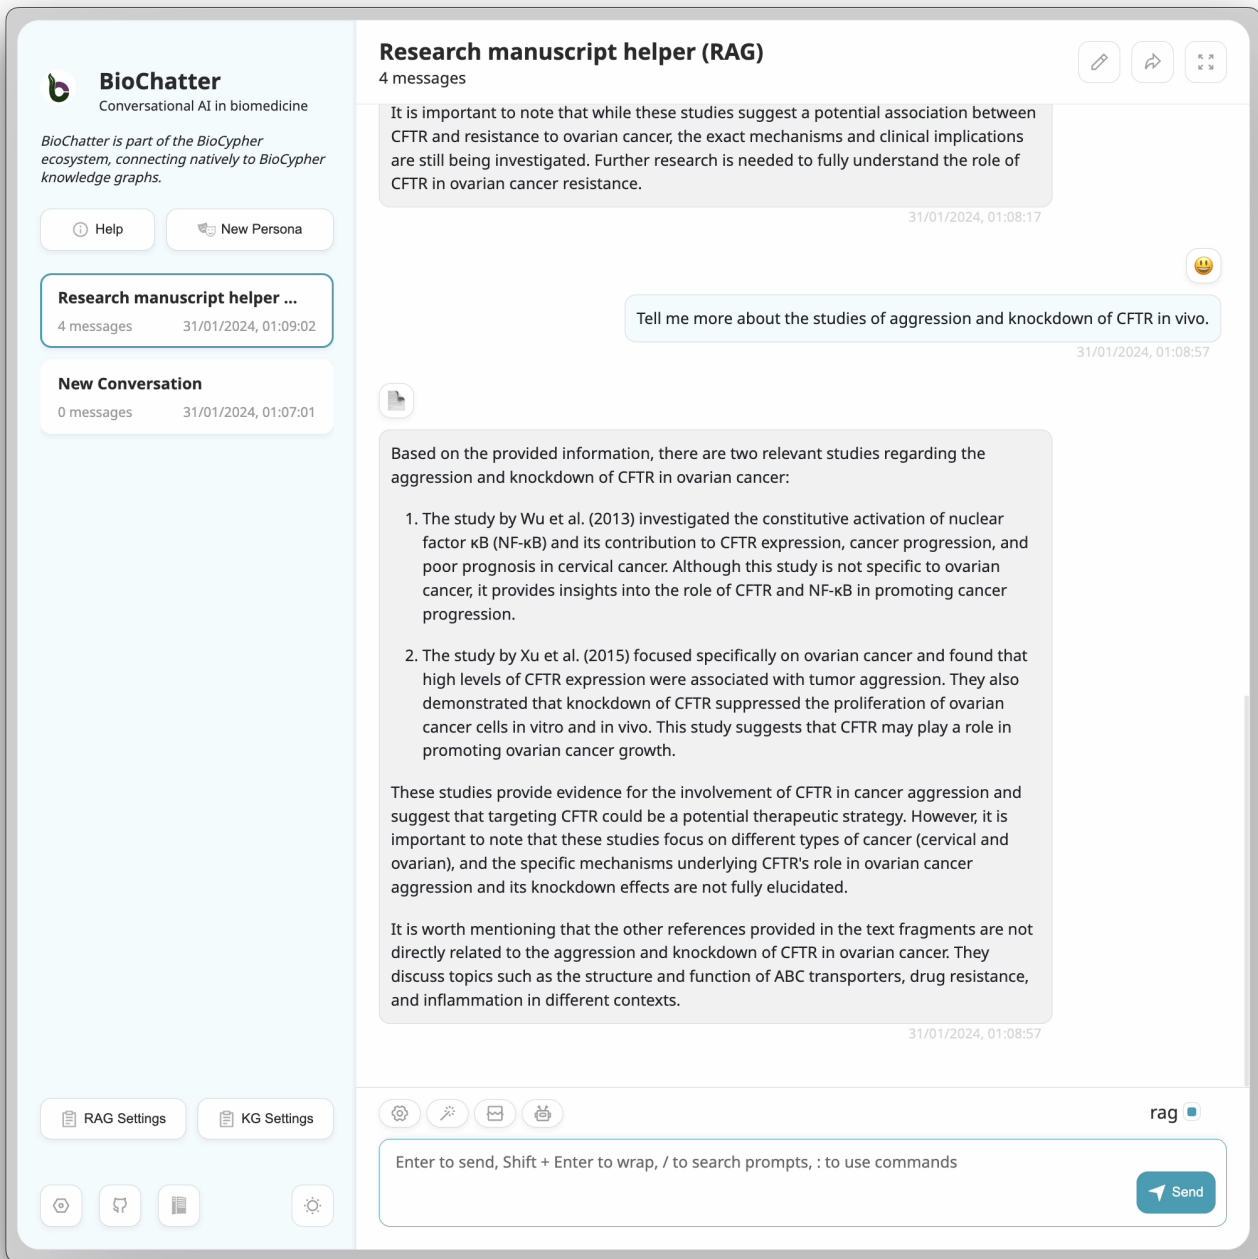 BioChatter
Conversational AI in biomedicine
BioChatter is part of the BioCypher
ecosystem, connecting natively to BioCypher
knowledge graphs.
Help
New Persona
Research manuscript helper ...
4 messages 31/01/2024, 01:09:02
New Conversation
0 messages 31/01/2024, 01:07:01
RAG Settings
KG Settings
Research manuscript helper (RAG)
4 messages
It is important to note that while these studies suggest a potential association between
CFTR and resistance to ovarian cancer, the exact mechanisms and clinical implications
are still being investigated. Further research is needed to fully understand the role of
CFTR in ovarian cancer resistance.
31/01/2024, 01:08:17
Tell me more about the studies of aggression and knockdown of CFTR in vivo.
31/01/2024, 01:08:57
Based on the provided information, there are two relevant studies regarding the
aggression and knockdown of CFTR in ovarian cancer:
1. The study by Wu et al. (2013) investigated the constitutive activation of nuclear
factor κB (NF-κB) and its contribution to CFTR expression, cancer progression, and
poor prognosis in cervical cancer. Although this study is not specific to ovarian
cancer, it provides insights into the role of CFTR and NF-κB in promoting cancer
progression.
2. The study by Xu et al. (2015) focused specifically on ovarian cancer and found that
high levels of CFTR expression were associated with tumor aggression. They also
demonstrated that knockdown of CFTR suppressed the proliferation of ovarian
cancer cells in vitro and in vivo. This study suggests that CFTR may play a role in
promoting ovarian cancer growth.
These studies provide evidence for the involvement of CFTR in cancer aggression and
suggest that targeting CFTR could be a potential therapeutic strategy. However, it is
important to note that these studies focus on different types of cancer (cervical and
ovarian), and the specific mechanisms underlying CFTR's role in ovarian cancer
aggression and its knockdown effects are not fully elucidated.
It is worth mentioning that the other references provided in the text fragments are not
directly related to the aggression and knockdown of CFTR in ovarian cancer. They
discuss topics such as the structure and function of ABC transporters, drug resistance,
and inflammation in different contexts.
31/01/2024, 01:08:57
rag
Enter to send, Shift + Enter to wrap, / to search prompts, : to use commands
Send